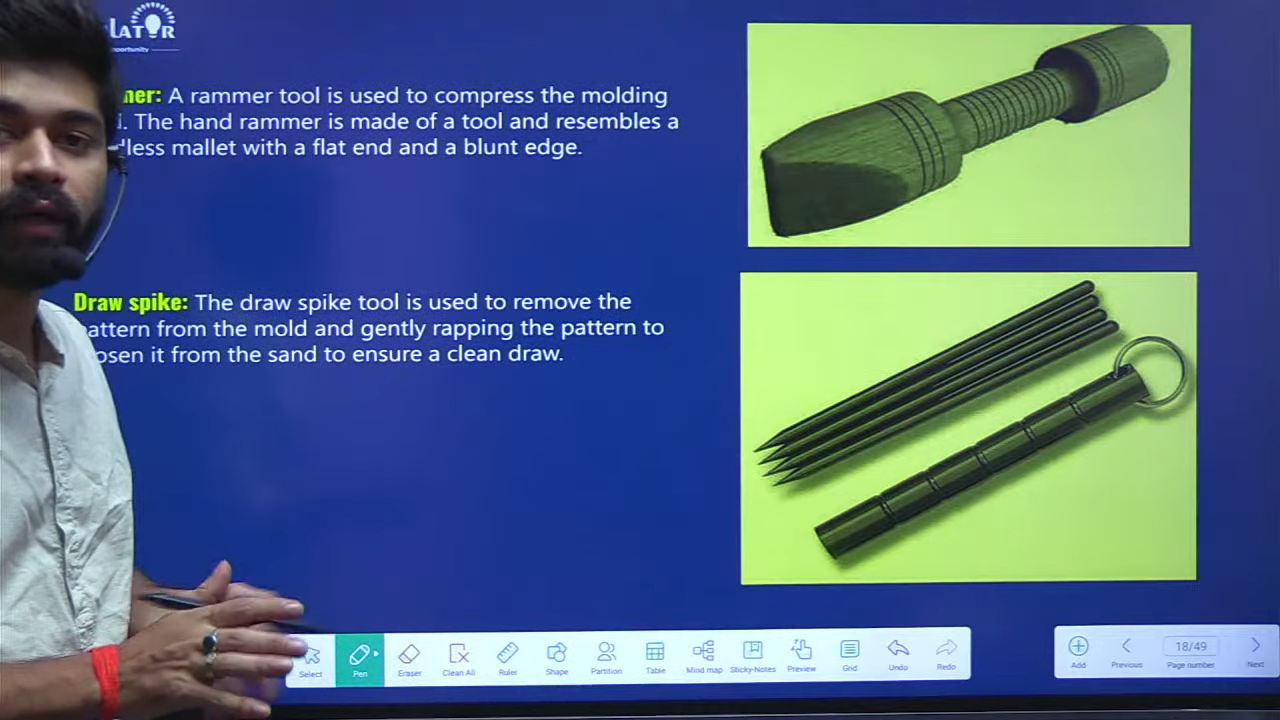 LATOR
oortunity
ner: A rammer tool is used to compress the molding
d. The hand rammer is made of a tool and resembles a
dless mallet with a flat end and a blunt edge.
Draw spike: The draw spike tool is used to remove the
pattern from the mold and gently rapping the pattern to
osen it from the sand to ensure a clean draw.
Select Pen Eraser Clean All Ruler Shape Partition Table Mind map Sticky-Notes Preview Grid Undo Redo
18/49
Add Previous Page number Next